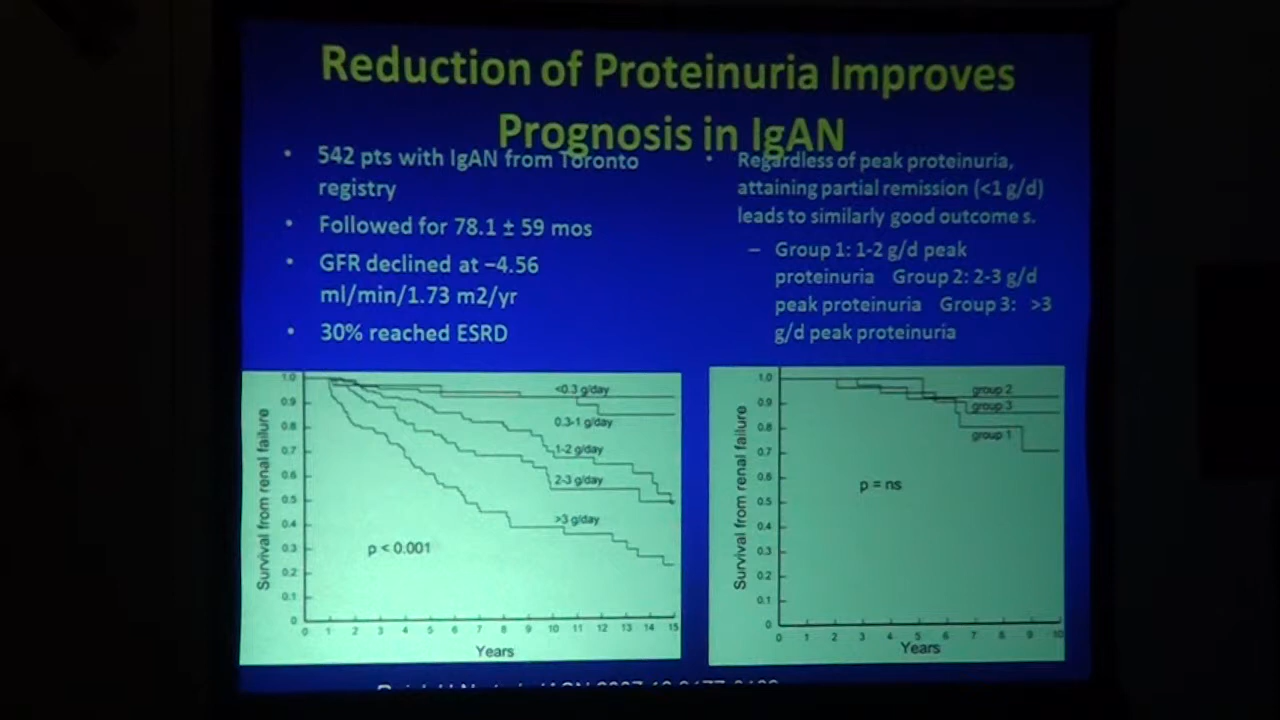 Reduction of Proteinuria Improves
Prognosis in IgAN
• 542 pts with IgAN from Toronto
registry
• Followed for 78.1 ± 59 mos
• GFR declined at −4.56
ml/min/1.73 m2/yr
• 30% reached ESRD
• Regardless of peak proteinuria,
attaining partial remission (<1 g/d)
leads to similarly good outcome s.
– Group 1: 1-2 g/d peak
proteinuria Group 2: 2-3 g/d
peak proteinuria Group 3: >3
g/d peak proteinuria
Survival from renal failure
1.0
0.9
0.8
0.7
0.6
0.5
0.4
0.3
0.2
0.1
0
<0.3 g/day
0.3-1 g/day
1-2 g/day
2-3 g/day
>3 g/day
p < 0.001
0 1 2 3 4 5 6 7 8 9 10 11 12 13 14 15
Years
Survival from renal failure
1.0
0.9
0.8
0.7
0.6
0.5
0.4
0.3
0.2
0.1
0
group 2
group 3
group 1
p = ns
0 1 2 3 4 5 6 7 8 9 10
Years